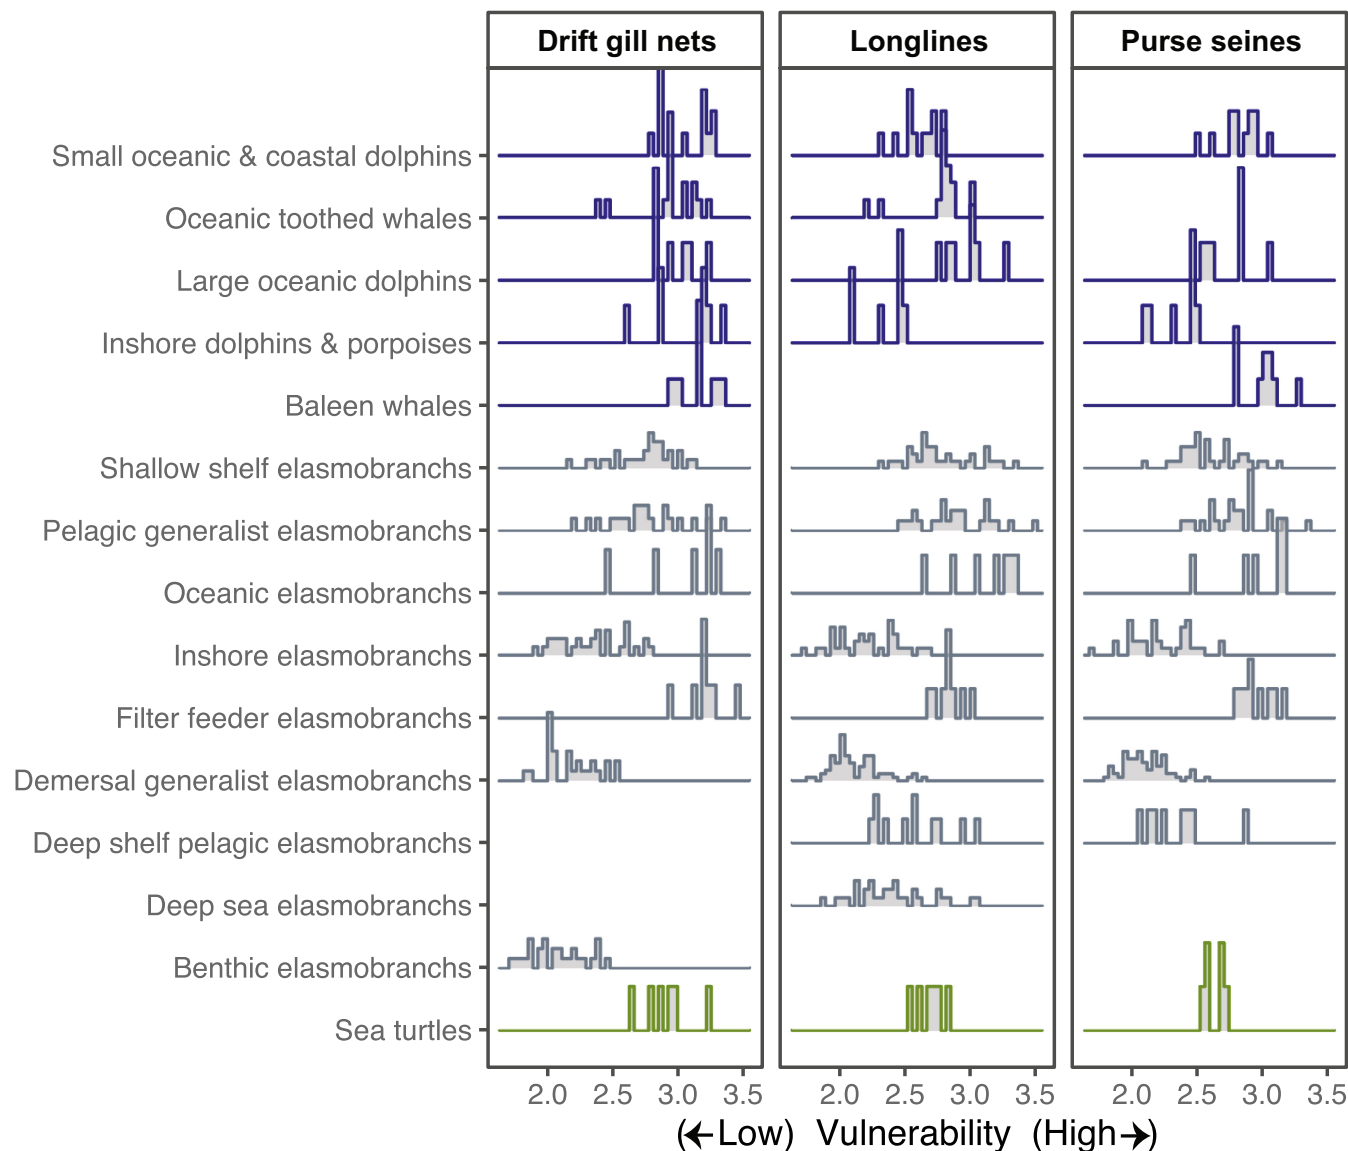 Drift gill nets
Longlines
Purse seines
Small oceanic & coastal dolphins
Oceanic toothed whales
Large oceanic dolphins
Inshore dolphins & porpoises
Baleen whales
Shallow shelf elasmobranchs
Pelagic generalist elasmobranchs
Oceanic elasmobranchs
Inshore elasmobranchs
Filter feeder elasmobranchs
Demersal generalist elasmobranchs
Deep shelf pelagic elasmobranchs
Deep sea elasmobranchs
Benthic elasmobranchs
Sea turtles
2.0 2.5 3.0 3.5 2.0 2.5 3.0 3.5 2.0 2.5 3.0 3.5
(←Low) Vulnerability (High→)